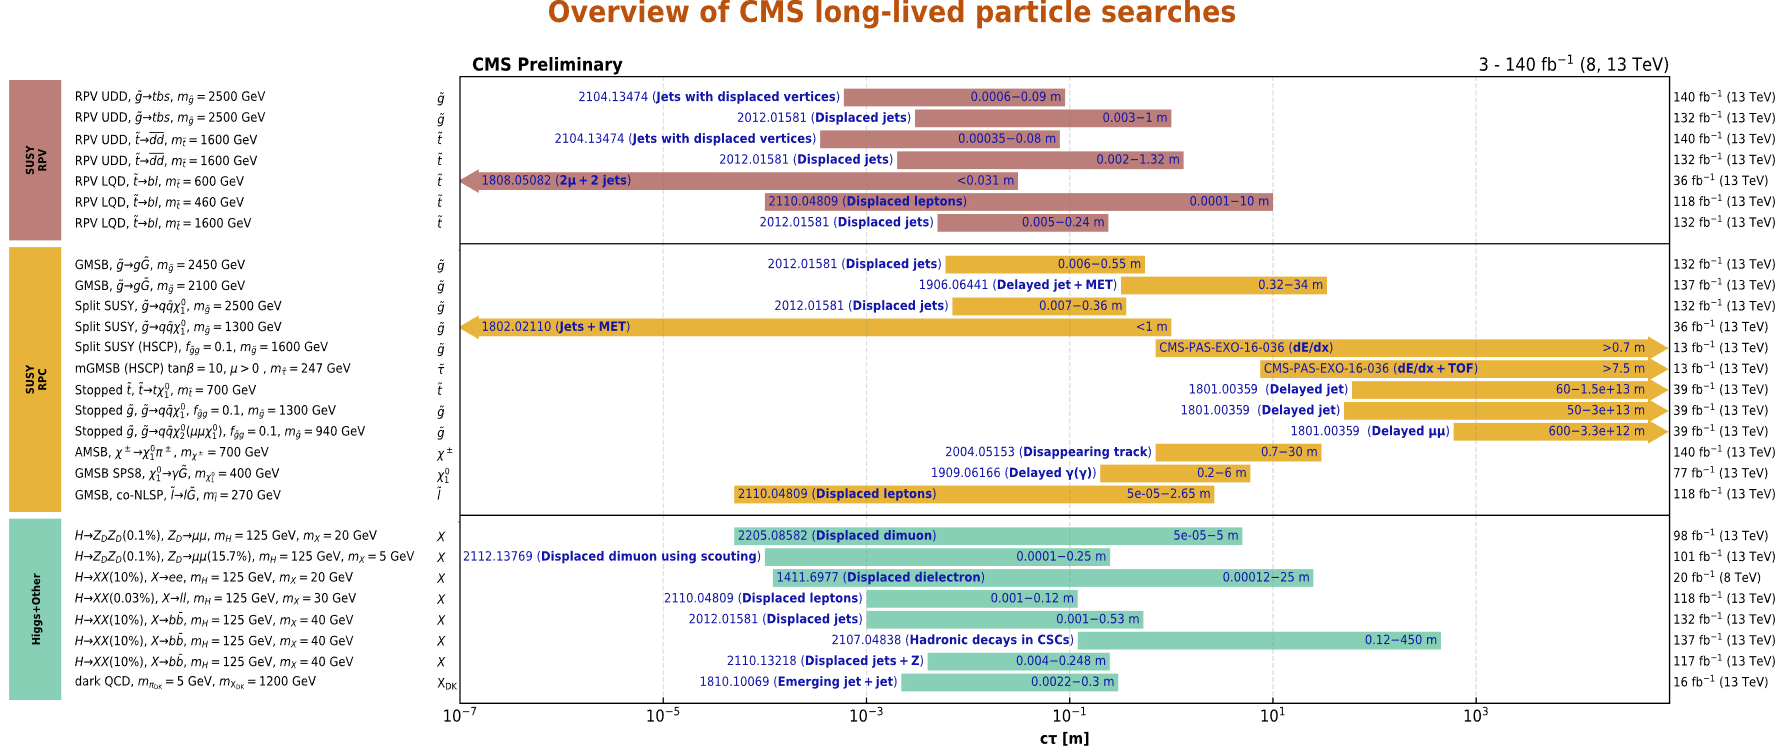 Overview of CMS long-lived particle searches
CMS Preliminary 3 - 140 fb⁻¹ (8, 13 TeV)
SUSY RPV
RPV UDD, g̃→tbs, m_g̃ = 2500 GeV g̃ 2104.13474 (Jets with displaced vertices) 0.0006−0.09 m 140 fb⁻¹ (13 TeV)
RPV UDD, g̃→tbs, m_g̃ = 2500 GeV g̃ 2012.01581 (Displaced jets) 0.003−1 m 132 fb⁻¹ (13 TeV)
RPV UDD, t̃→d̅d̅, m_t̃ = 1600 GeV t̃ 2104.13474 (Jets with displaced vertices) 0.00035−0.08 m 140 fb⁻¹ (13 TeV)
RPV UDD, t̃→d̅d̅, m_t̃ = 1600 GeV t̃ 2012.01581 (Displaced jets) 0.002−1.32 m 132 fb⁻¹ (13 TeV)
RPV LQD, t̃→bl, m_t̃ = 600 GeV t̃ 1808.05082 (2μ + 2 jets) <0.031 m 36 fb⁻¹ (13 TeV)
RPV LQD, t̃→bl, m_t̃ = 460 GeV t̃ 2110.04809 (Displaced leptons) 0.0001−10 m 118 fb⁻¹ (13 TeV)
RPV LQD, t̃→bl, m_t̃ = 1600 GeV t̃ 2012.01581 (Displaced jets) 0.005−0.24 m 132 fb⁻¹ (13 TeV)
SUSY RPC
GMSB, g̃→gG̃, m_g̃ = 2450 GeV g̃ 2012.01581 (Displaced jets) 0.006−0.55 m 132 fb⁻¹ (13 TeV)
GMSB, g̃→gG̃, m_g̃ = 2100 GeV g̃ 1906.06441 (Delayed jet + MET) 0.32−34 m 137 fb⁻¹ (13 TeV)
Split SUSY, g̃→qq̄χ₁⁰, m_g̃ = 2500 GeV g̃ 2012.01581 (Displaced jets) 0.007−0.36 m 132 fb⁻¹ (13 TeV)
Split SUSY, g̃→qq̄χ₁⁰, m_g̃ = 1300 GeV g̃ 1802.02110 (Jets + MET) <1 m 36 fb⁻¹ (13 TeV)
Split SUSY (HSCP), f_g̃g = 0.1, m_g̃ = 1600 GeV g̃ CMS-PAS-EXO-16-036 (dE/dx) >0.7 m 13 fb⁻¹ (13 TeV)
mGMSB (HSCP) tanβ = 10, μ > 0 , m_τ̃ = 247 GeV τ̃ CMS-PAS-EXO-16-036 (dE/dx + TOF) >7.5 m 13 fb⁻¹ (13 TeV)
Stopped t̃, t̃→tχ₁⁰, m_t̃ = 700 GeV t̃ 1801.00359 (Delayed jet) 60−1.5e+13 m 39 fb⁻¹ (13 TeV)
Stopped g̃, g̃→qq̄χ₁⁰, f_g̃g = 0.1, m_g̃ = 1300 GeV g̃ 1801.00359 (Delayed jet) 50−3e+13 m 39 fb⁻¹ (13 TeV)
Stopped g̃, g̃→qq̄χ₂⁰(μμχ₁⁰), f_g̃g = 0.1, m_g̃ = 940 GeV g̃ 1801.00359 (Delayed μμ) 600−3.3e+12 m 39 fb⁻¹ (13 TeV)
AMSB, χ±→χ₁⁰π±, m_χ± = 700 GeV χ± 2004.05153 (Disappearing track) 0.7−30 m 140 fb⁻¹ (13 TeV)
GMSB SPS8, χ₁⁰→γG̃, m_χ₁⁰ = 400 GeV χ₁⁰ 1909.06166 (Delayed γ(γ)) 0.2−6 m 77 fb⁻¹ (13 TeV)
GMSB, co-NLSP, l̃→lG̃, m_l̃ = 270 GeV l̃ 2110.04809 (Displaced leptons) 5e-05−2.65 m 118 fb⁻¹ (13 TeV)
Higgs+Other
H→Z_DZ_D(0.1%), Z_D→μμ, m_H = 125 GeV, m_X = 20 GeV X 2205.08582 (Displaced dimuon) 5e-05−5 m 98 fb⁻¹ (13 TeV)
H→Z_DZ_D(0.1%), Z_D→μμ(15.7%), m_H = 125 GeV, m_X = 5 GeV X 2112.13769 (Displaced dimuon using scouting) 0.0001−0.25 m 101 fb⁻¹ (13 TeV)
H→XX(10%), X→ee, m_H = 125 GeV, m_X = 20 GeV X 1411.6977 (Displaced dielectron) 0.00012−25 m 20 fb⁻¹ (8 TeV)
H→XX(0.03%), X→ll, m_H = 125 GeV, m_X = 30 GeV X 2110.04809 (Displaced leptons) 0.001−0.12 m 118 fb⁻¹ (13 TeV)
H→XX(10%), X→bb̄, m_H = 125 GeV, m_X = 40 GeV X 2012.01581 (Displaced jets) 0.001−0.53 m 132 fb⁻¹ (13 TeV)
H→XX(10%), X→bb̄, m_H = 125 GeV, m_X = 40 GeV X 2107.04838 (Hadronic decays in CSCs) 0.12−450 m 137 fb⁻¹ (13 TeV)
H→XX(10%), X→bb̄, m_H = 125 GeV, m_X = 40 GeV X 2110.13218 (Displaced jets + Z) 0.004−0.248 m 117 fb⁻¹ (13 TeV)
dark QCD, m_π_DK = 5 GeV, m_X_DK = 1200 GeV X_DK 1810.10069 (Emerging jet + jet) 0.0022−0.3 m 16 fb⁻¹ (13 TeV)
10⁻⁷ 10⁻⁵ 10⁻³ 10⁻¹ 10¹ 10³
cτ [m]